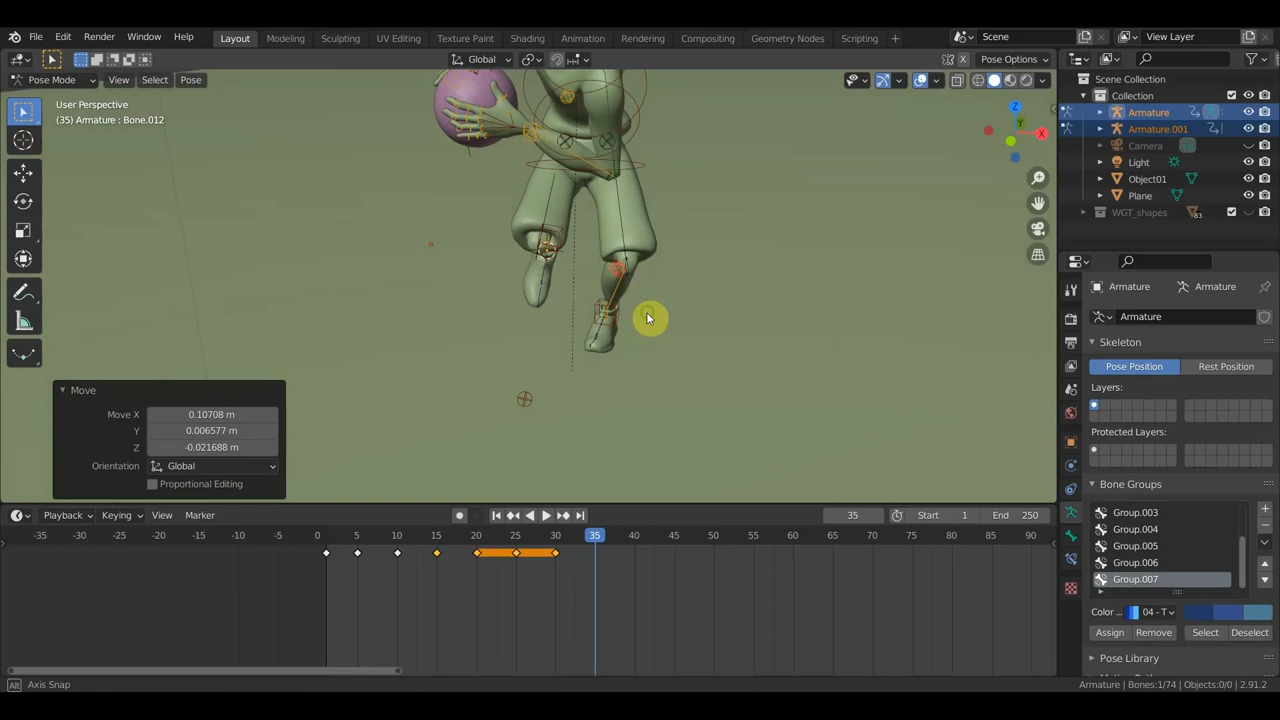 File Edit Render Window Help Layout Modeling Sculpting UV Editing Texture Paint Shading Animation Rendering Compositing Geometry Nodes Scripting + Scene View Layer
Global Pose Options
Pose Mode View Select Pose
Scene Collection
Collection
Armature
Armature.001
Camera
Light
Object01
Plane
WGT_shapes 83
User Perspective
(35) Armature : Bone.012
X
Y
Z
Armature Armature
Armature
Skeleton
Pose Position Rest Position
Layers:
Protected Layers:
Bone Groups
Group.003
Group.004
Group.005
Group.006
Group.007
Color ... 04 - T
Assign Remove Select Deselect
Pose Library
Move
Move X 0.10708 m
Y 0.006577 m
Z -0.021688 m
Orientation Global
Proportional Editing
Playback Keying View Marker 35 Start 1 End 250
-35 -30 -25 -20 -15 -10 -5 0 5 10 15 20 25 30 35 40 45 50 55 60 65 70 75 80 85 90
Alt Axis Snap
Armature | Bones:1/74 | Objects:0/0 | 2.91.2